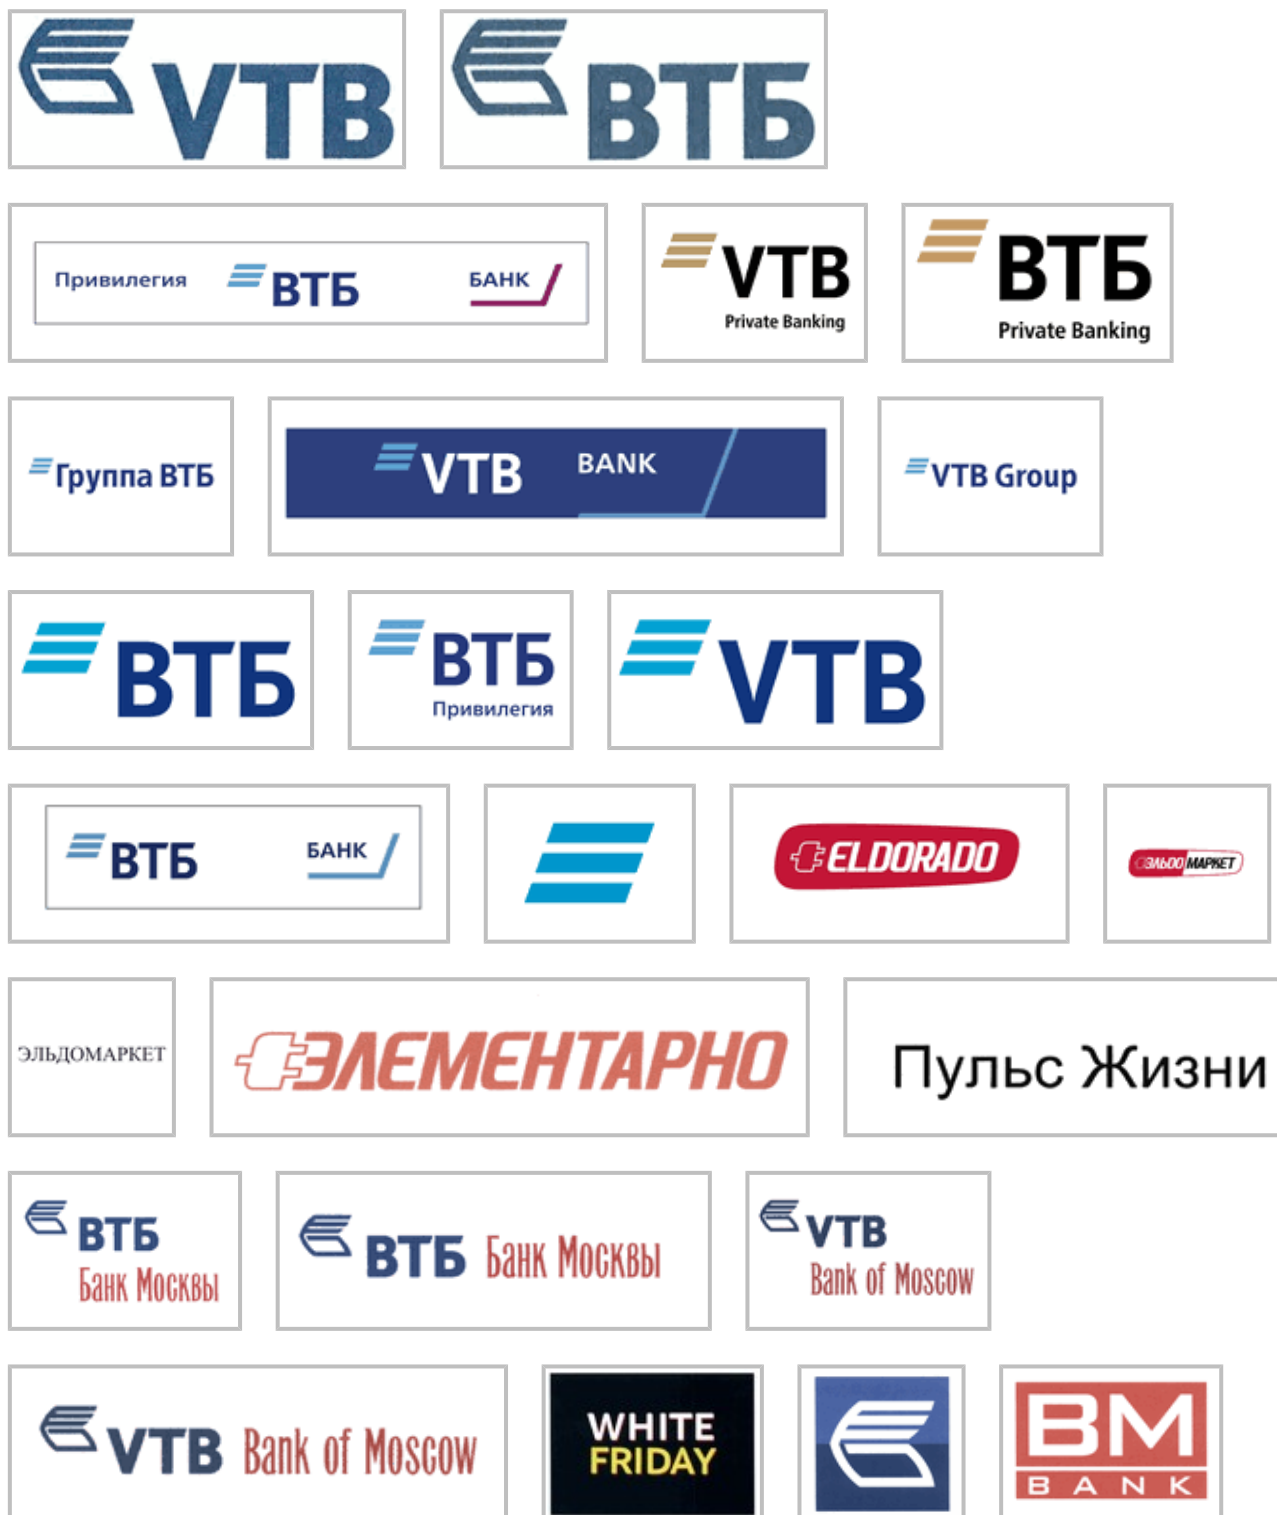 VTB
ВТБ
Привилегия
ВТБ
БАНК
VTB
Private Banking
ВТБ
Private Banking
Группа ВТБ
VTB
BANK
VTB Group
ВТБ
ВТБ
Привилегия
VTB
ВТБ
БАНК
ELDORADO
ЭЛЬДО МАРКЕТ
ЭЛЬДОМАРКЕТ
ЭЛЕМЕНТАРНО
Пульс Жизни
ВТБ
Банк Москвы
ВТБ Банк Москвы
VTB
Bank of Moscow
VTB Bank of Moscow
WHITE
FRIDAY
BM
BANK